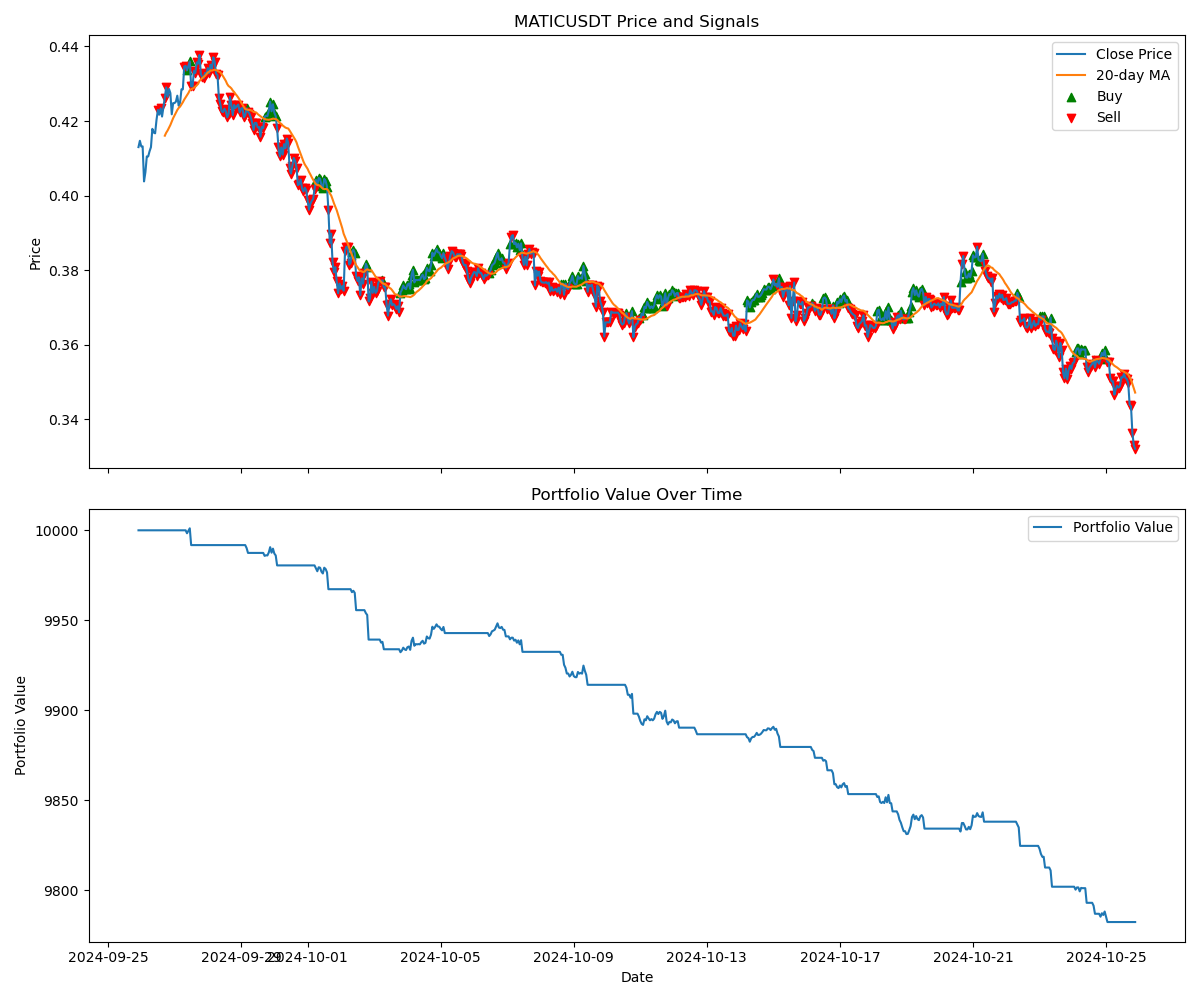 MATICUSDT Price and Signals
0.44
0.42
0.40
0.38
0.36
0.34
Price
Close Price
20-day MA
Buy
Sell
Portfolio Value Over Time
10000
9950
9900
9850
9800
Portfolio Value
Portfolio Value
2024-09-25
2024-09-29
2024-10-01
2024-10-05
2024-10-09
2024-10-13
2024-10-17
2024-10-21
2024-10-25
Date